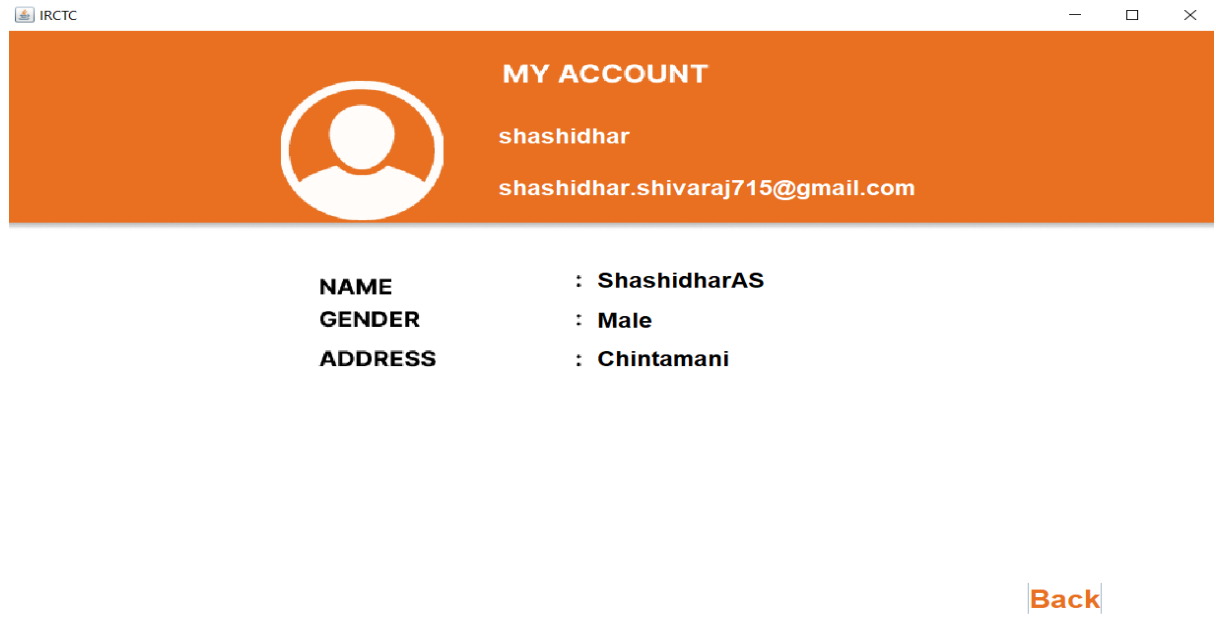 IRCTC
MY ACCOUNT
shashidhar
shashidhar.shivaraj715@gmail.com
NAME : ShashidharAS
GENDER : Male
ADDRESS : Chintamani
Back